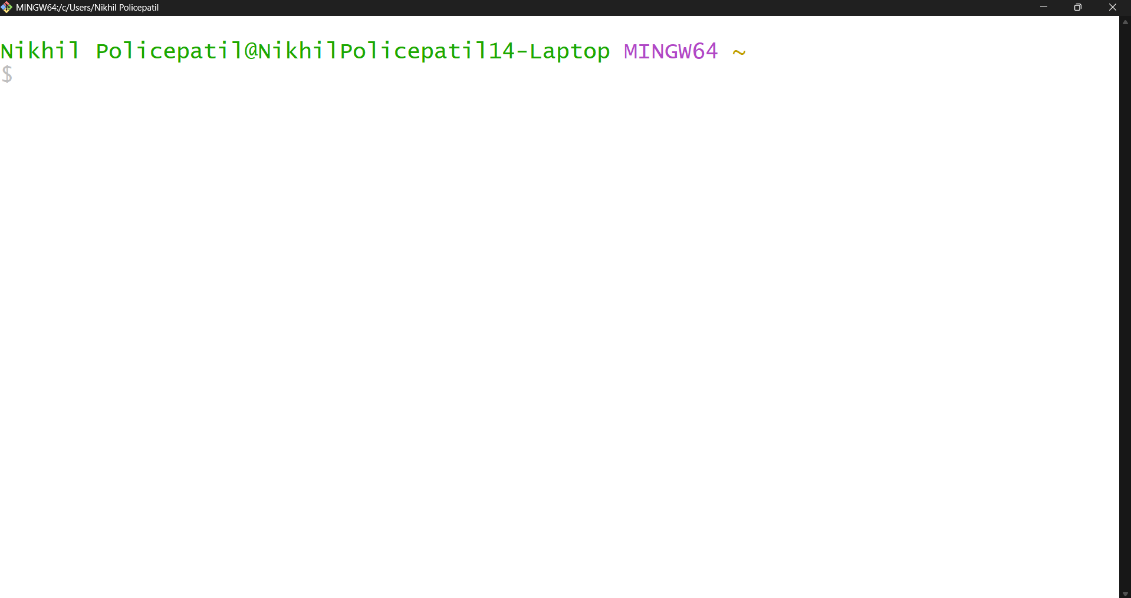 MINGW64:/c/Users/Nikhil Policepatil
Nikhil Policepatil@NikhilPolicepatil14-Laptop MINGW64 ~
$